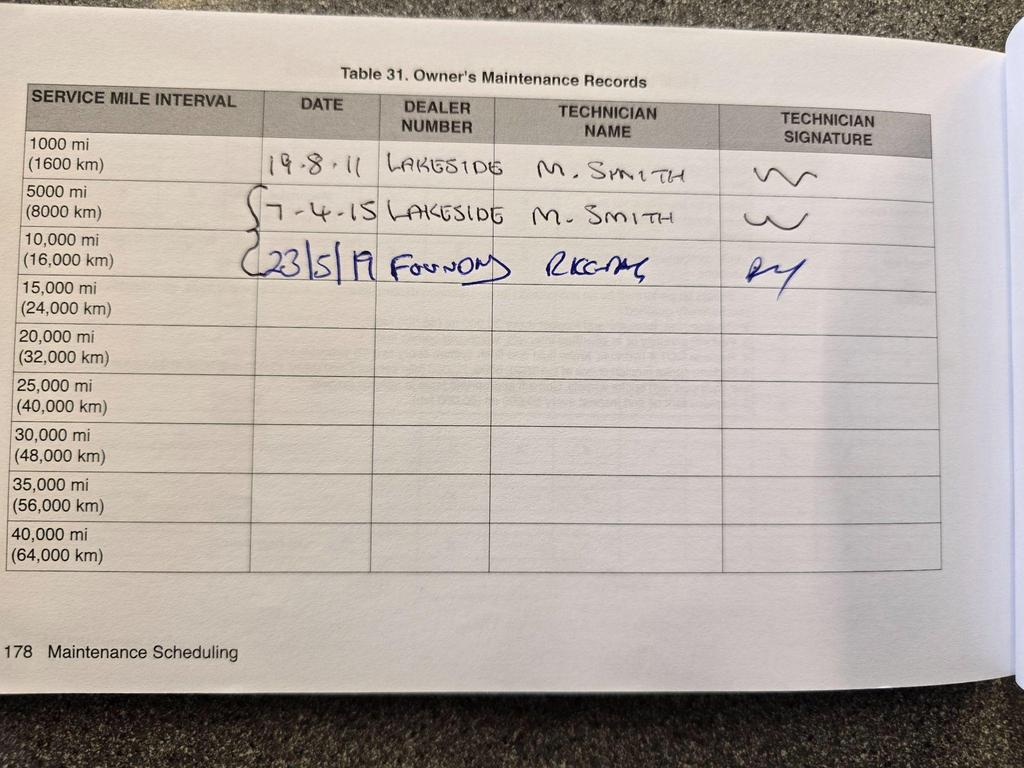 Table 31. Owner's Maintenance Records
SERVICE MILE INTERVAL DATE DEALER NUMBER TECHNICIAN NAME TECHNICIAN SIGNATURE
1000 mi
(1600 km) 19.8.11 LAKESIDE M. SMITH
5000 mi
(8000 km) 7-4-15 LAKESIDE M. SMITH
10,000 mi
(16,000 km) 23/5/19
15,000 mi
(24,000 km)
20,000 mi
(32,000 km)
25,000 mi
(40,000 km)
30,000 mi
(48,000 km)
35,000 mi
(56,000 km)
40,000 mi
(64,000 km)
178 Maintenance Scheduling